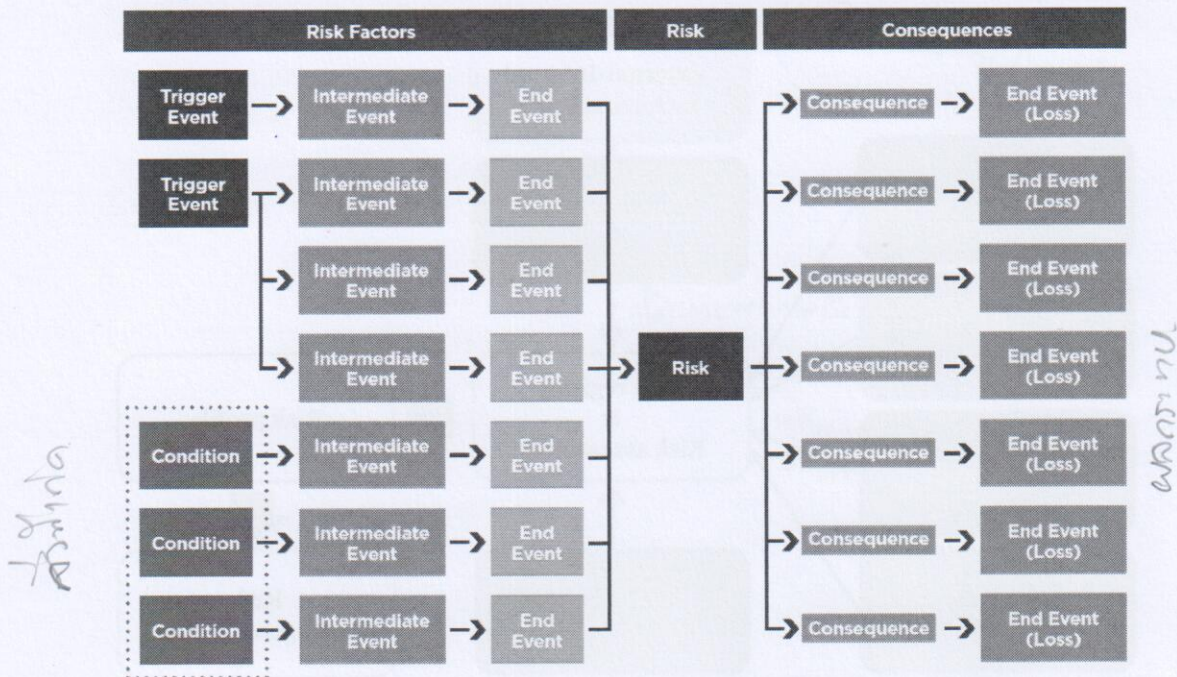 Risk Factors
Risk
Consequences
Trigger
Event
Intermediate
Event
End
Event
Consequence
End Event
(Loss)
Trigger
Event
Intermediate
Event
End
Event
Consequence
End Event
(Loss)
Intermediate
Event
End
Event
Consequence
End Event
(Loss)
Intermediate
Event
End
Event
Risk
Consequence
End Event
(Loss)
Condition
Intermediate
Event
End
Event
Consequence
End Event
(Loss)
Condition
Intermediate
Event
End
Event
Consequence
End Event
(Loss)
Condition
Intermediate
Event
End
Event
Consequence
End Event
(Loss)